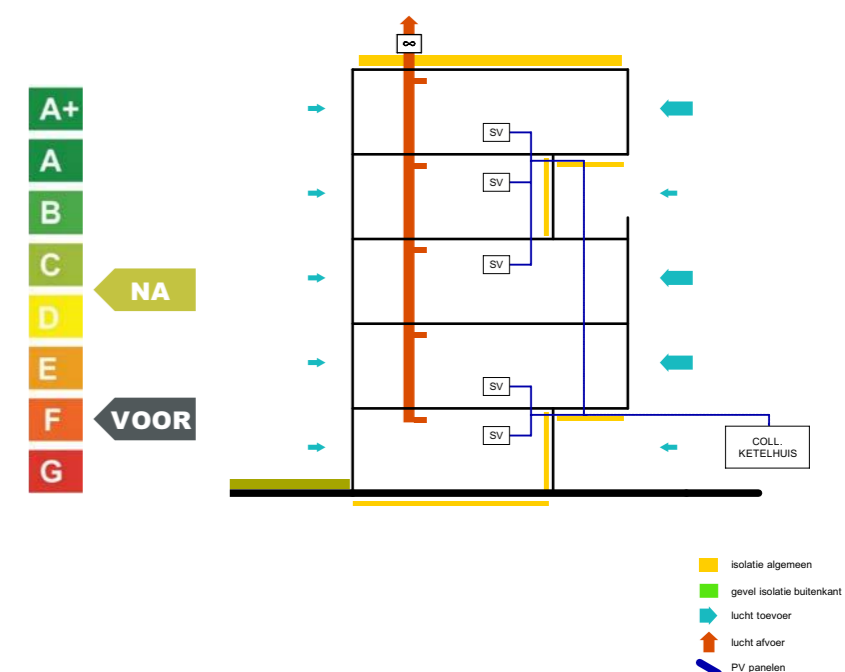 A+
A
B
C
D
E
F
G
NA
VOOR
∞
SV
SV
SV
SV
SV
COLL.
KETELHUIS
isolatie algemeen
gevel isolatie buitenkant
lucht toevoer
lucht afvoer
PV panelen